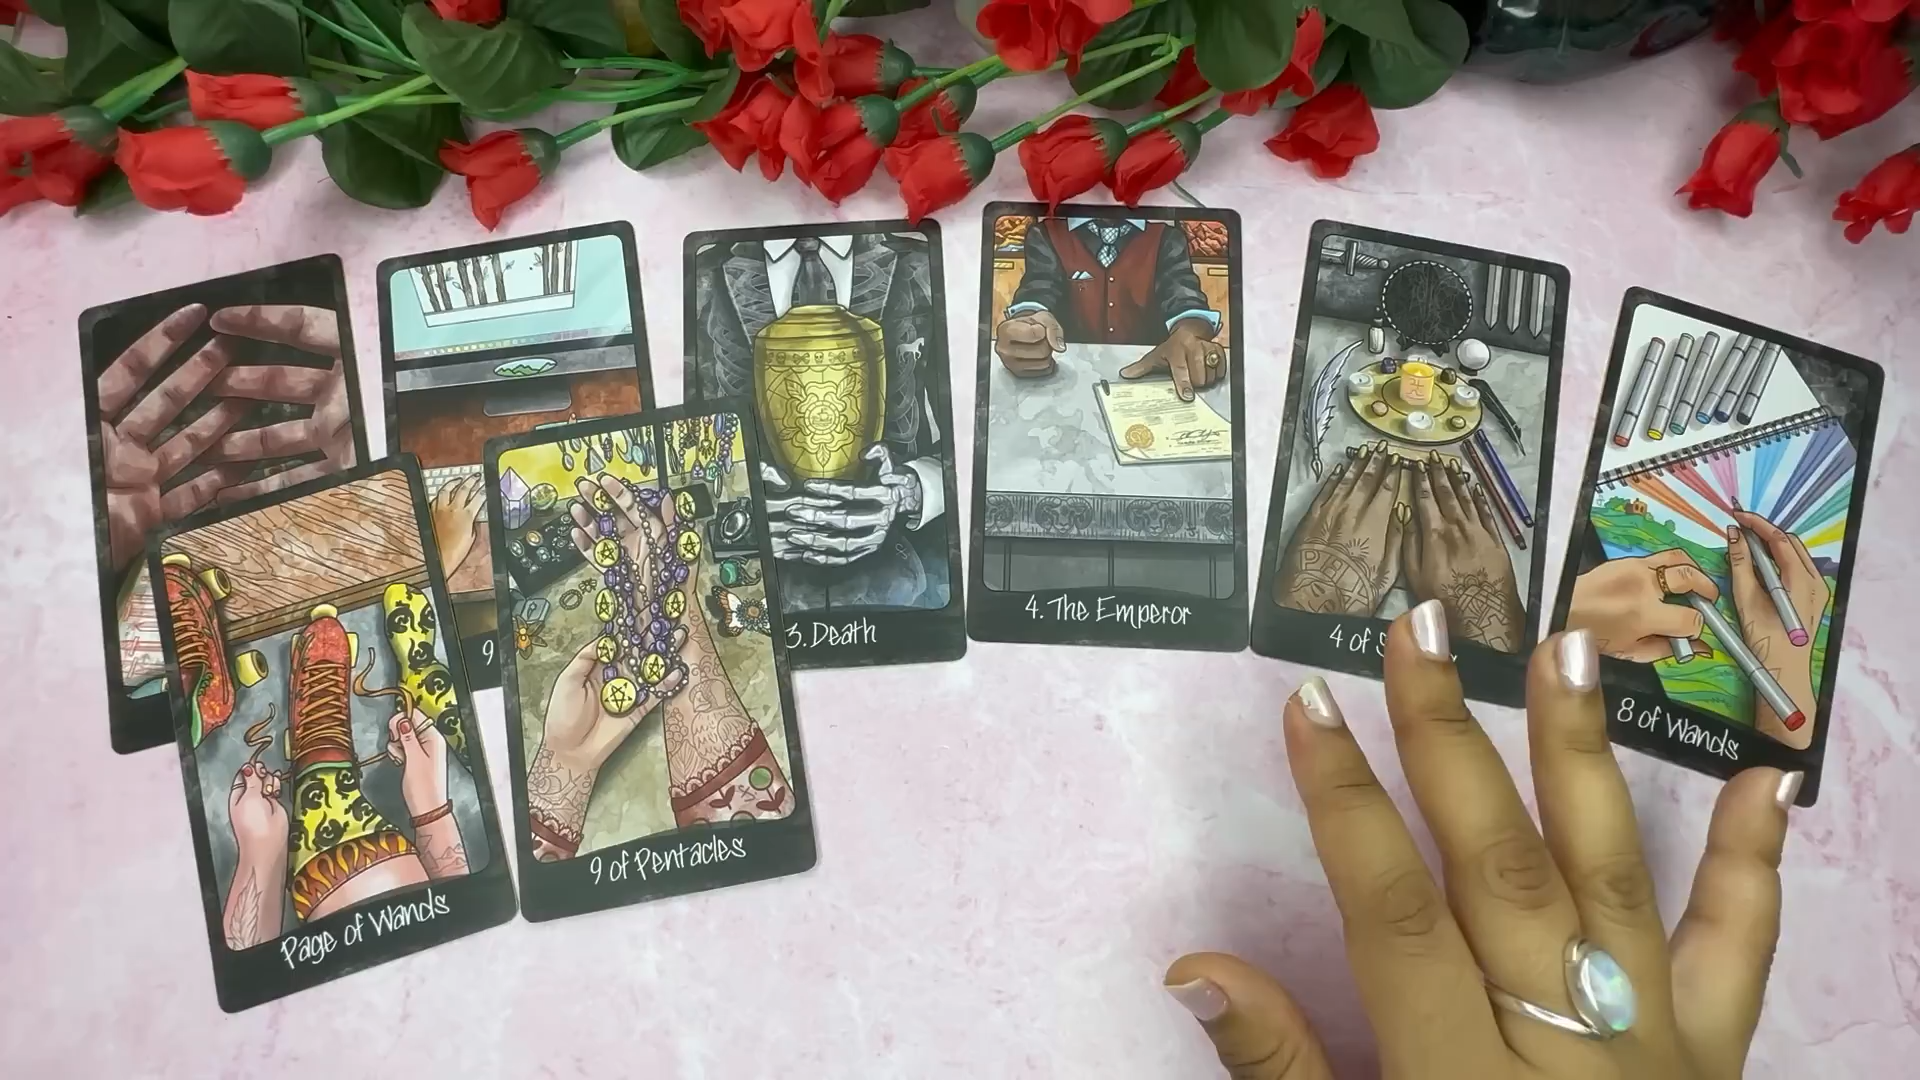 9
3. Death
4. The Emperor
4 of S
8 of Wands
Page of Wands
9 of Pentacles